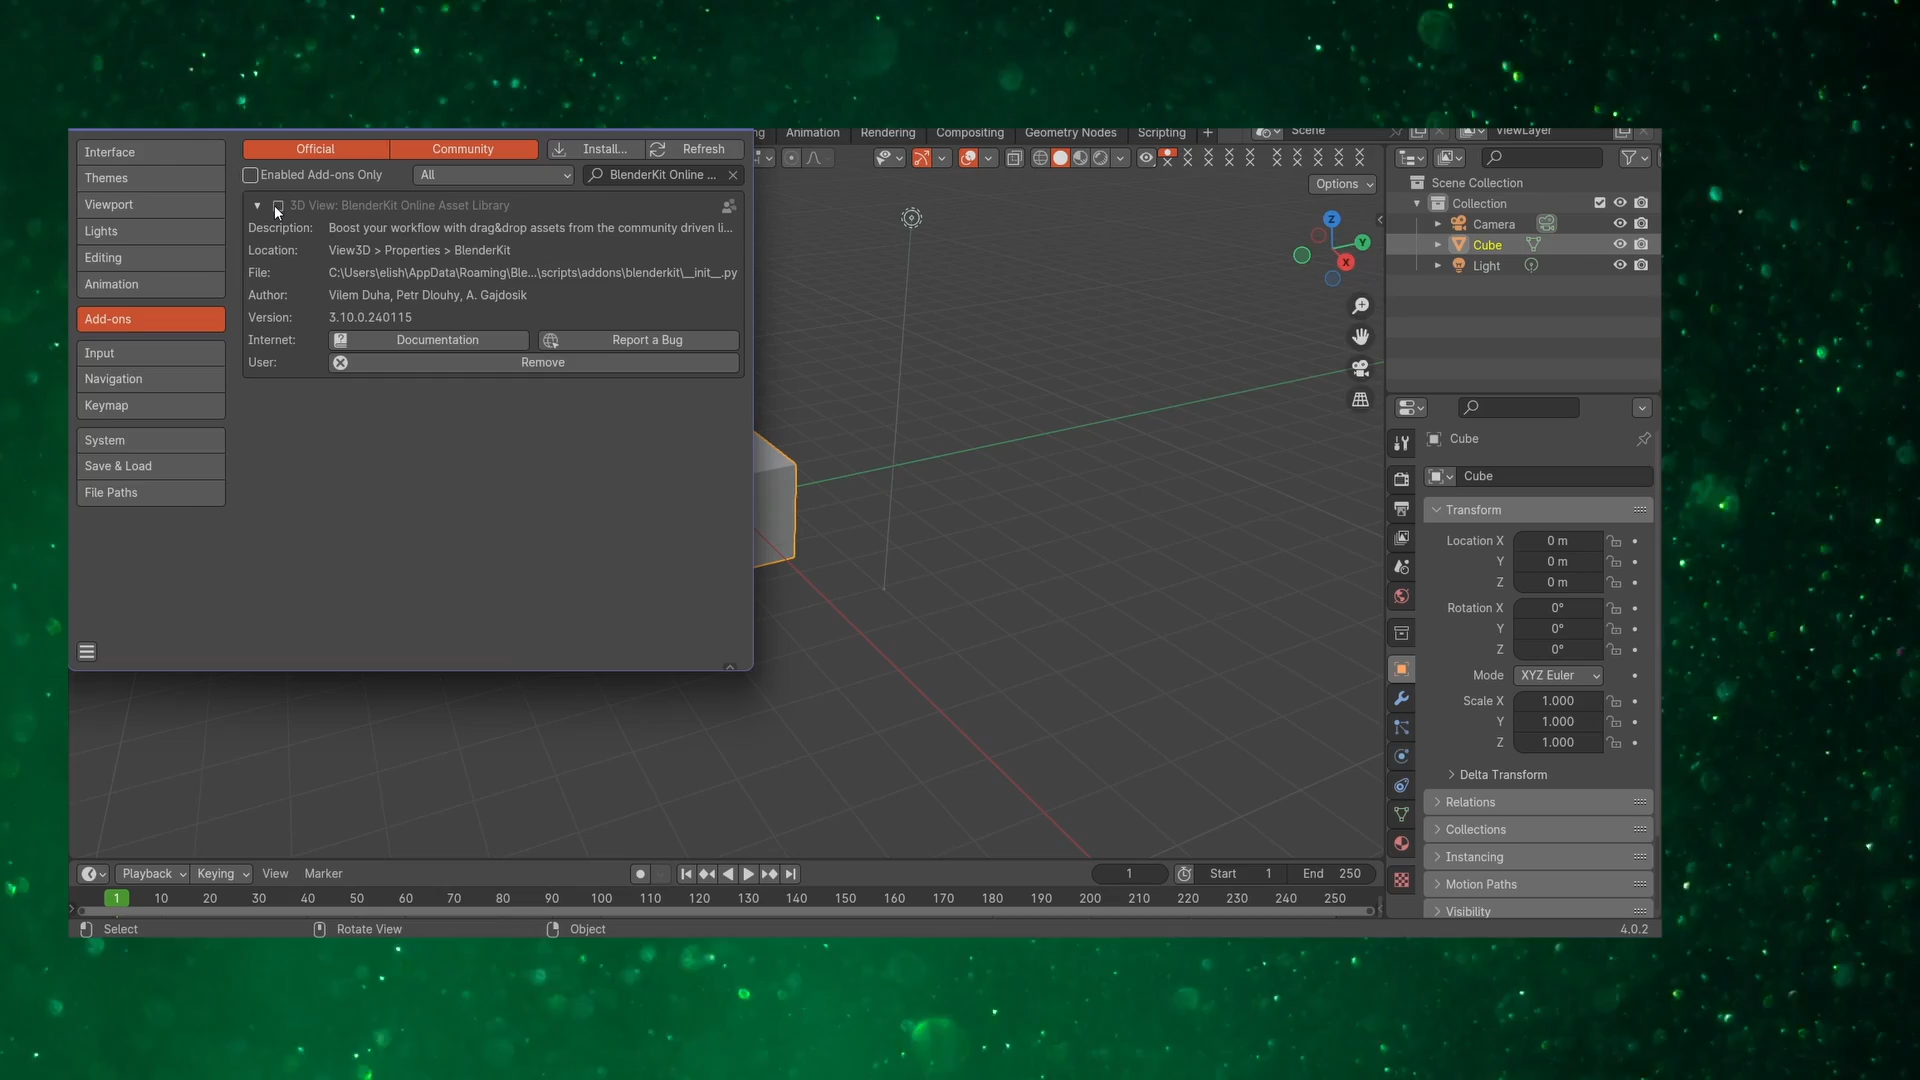 Animation Rendering Compositing Geometry Nodes Scripting + Scene ViewLayer
Interface
Themes
Viewport
Lights
Editing
Animation
Add-ons
Input
Navigation
Keymap
System
Save & Load
File Paths
Official Community Install... Refresh
Enabled Add-ons Only All BlenderKit Online ...
3D View: BlenderKit Online Asset Library
Description: Boost your workflow with drag&drop assets from the community driven li...
Location: View3D > Properties > BlenderKit
File: C:\Users\elish\AppData\Roaming\Ble...\scripts\addons\blenderkit\__init__.py
Author: Vilem Duha, Petr Dlouhy, A. Gajdosik
Version: 3.10.0.240115
Internet: Documentation Report a Bug
User: Remove
Options
Z
Y
X
Scene Collection
Collection
Camera
Cube
Light
Cube
Cube
Transform
Location X 0 m
Y 0 m
Z 0 m
Rotation X 0°
Y 0°
Z 0°
Mode XYZ Euler
Scale X 1.000
Y 1.000
Z 1.000
Delta Transform
Relations
Collections
Instancing
Motion Paths
Visibility
Playback Keying View Marker 1 Start 1 End 250
1 10 20 30 40 50 60 70 80 90 100 110 120 130 140 150 160 170 180 190 200 210 220 230 240 250
Select Rotate View Object 4.0.2